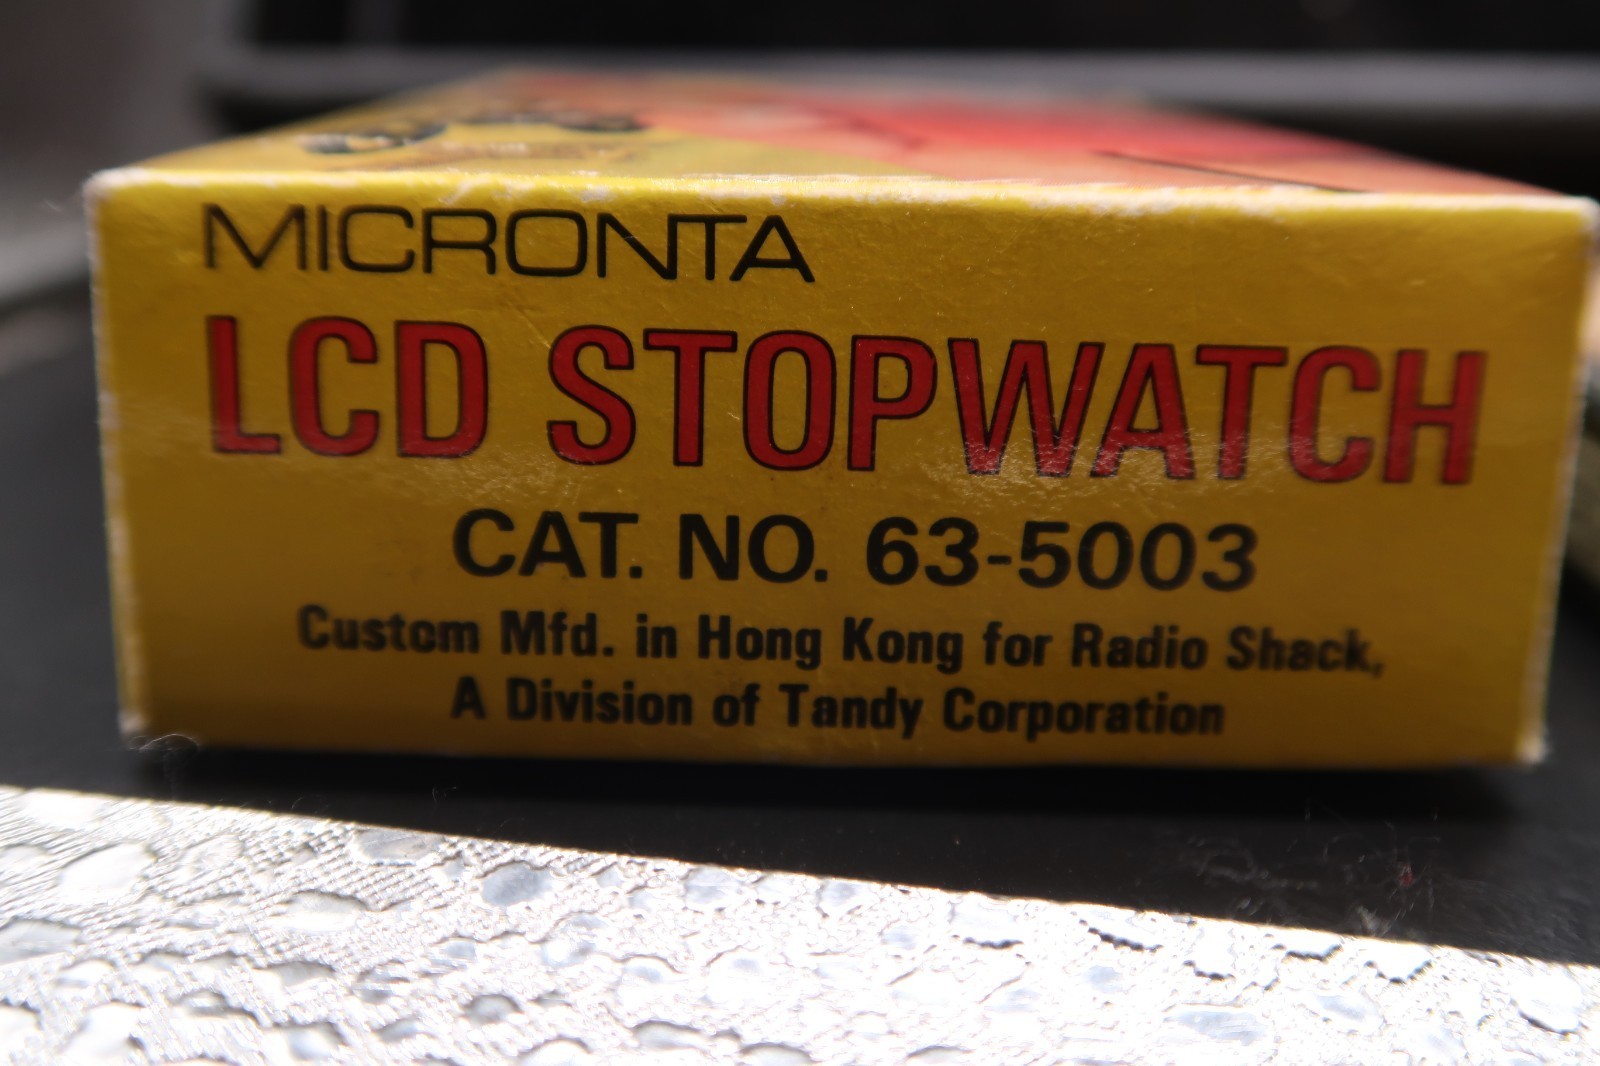 MICRONTA
LCD STOPWATCH
CAT. NO. 63-5003
Custom Mfd. in Hong Kong for Radio Shack,
A Division of Tandy Corporation